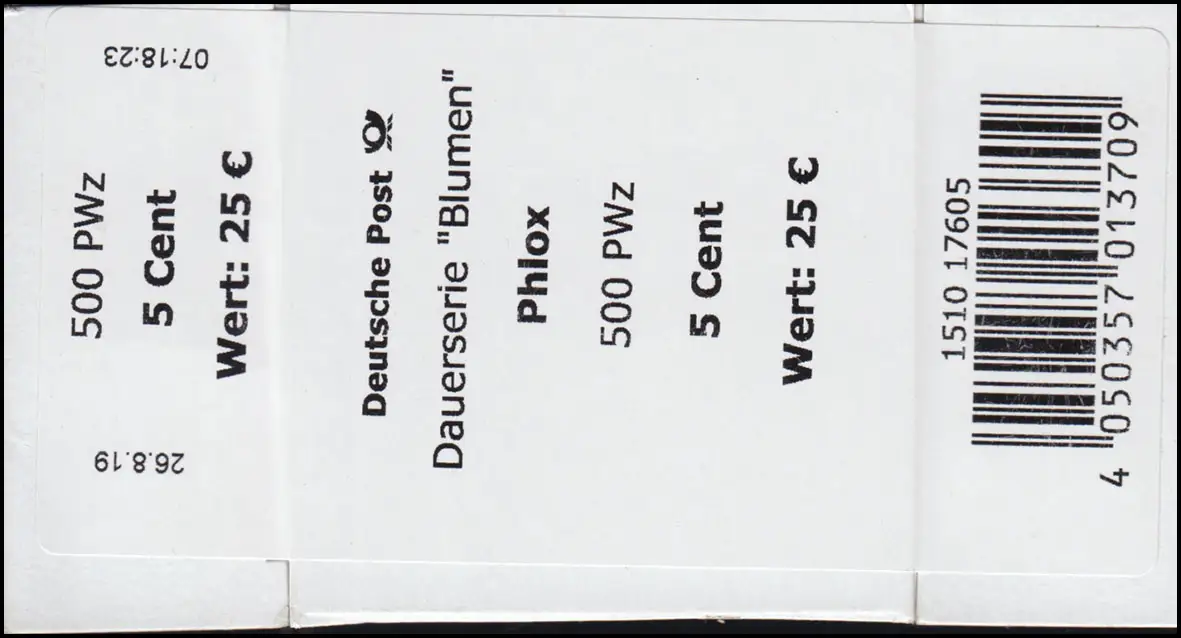 07:18:23
26.8.19
500 PWz
5 Cent
Wert: 25 €
Deutsche Post
Dauerserie "Blumen"
Phlox
500 PWz
5 Cent
Wert: 25 €
1510 17605
4 050357 013709